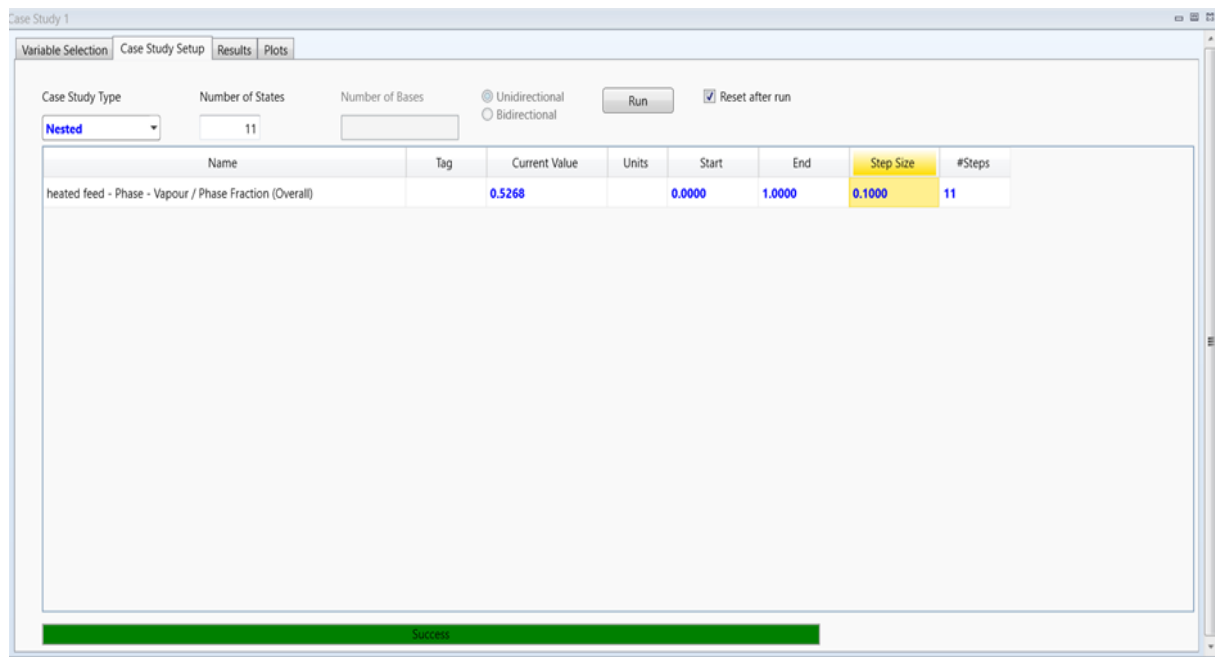 Case Study 1
Variable Selection Case Study Setup Results Plots
Case Study Type Number of States Number of Bases Unidirectional Run Reset after run
Bidirectional
Nested 11
Name Tag Current Value Units Start End Step Size #Steps
heated feed - Phase - Vapour / Phase Fraction (Overall) 0.5268 0.0000 1.0000 0.1000 11
Success